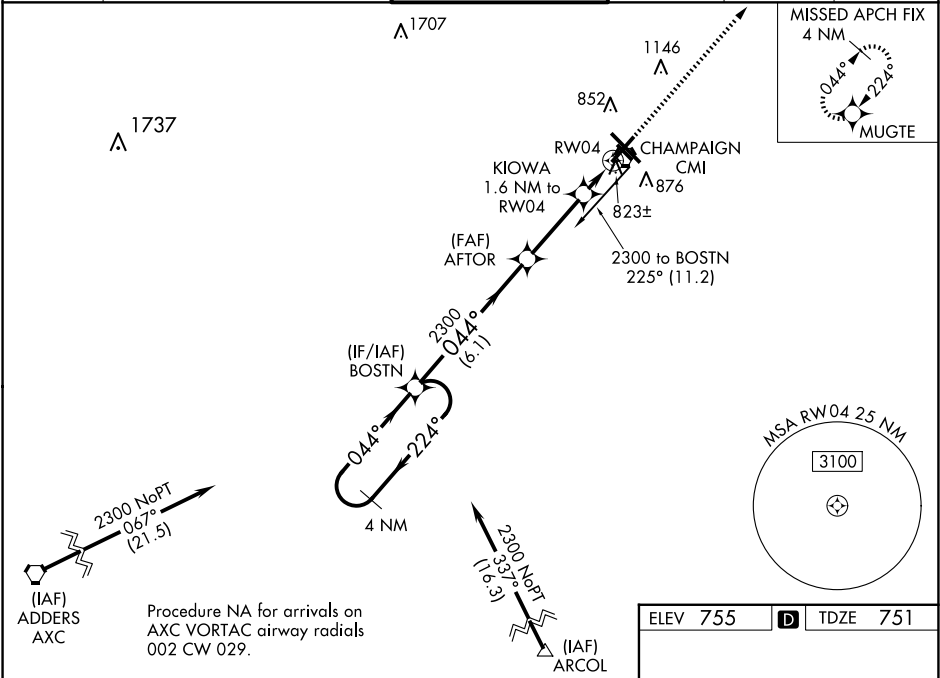 1707
MISSED APCH FIX
4 NM
044°
224°
MUGTE
1146
1737
852
RW04
CHAMPAIGN
CMI
KIOWA
1.6 NM to
RW04
876
823±
(FAF)
AFTOR
2300 to BOSTN
225° (11.2)
2300
044°
(6.1)
(IF/IAF)
BOSTN
044°
224°
4 NM
MSA RW04 25 NM
3100
2300 NoPT
067°
(21.5)
2300 NoPT
337°
(16.3)
(IAF)
ADDERS
AXC
Procedure NA for arrivals on
AXC VORTAC airway radials
002 CW 029.
(IAF)
ARCOL
ELEV 755 D TDZE 751